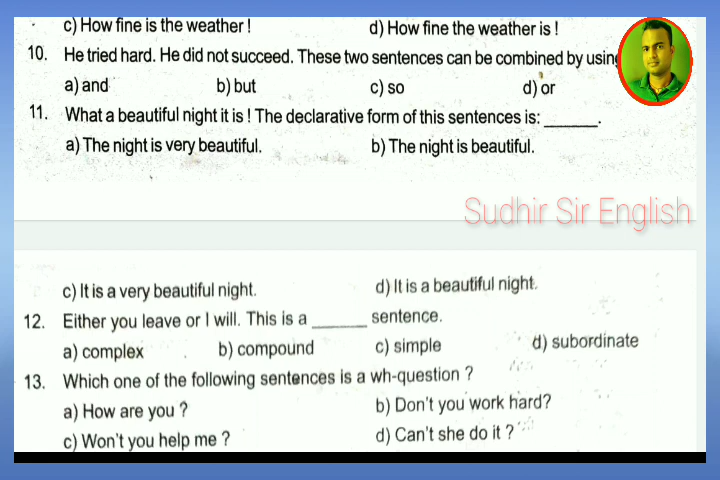 c) How fine is the weather !
d) How fine the weather is !
10. He tried hard. He did not succeed. These two sentences can be combined by using
a) and b) but c) so d) or
11. What a beautiful night it is ! The declarative form of this sentences is: ______.
a) The night is very beautiful. b) The night is beautiful.
Sudhir Sir English
c) It is a very beautiful night. d) It is a beautiful night.
12. Either you leave or I will. This is a ______ sentence.
a) complex b) compound c) simple d) subordinate
13. Which one of the following sentences is a wh-question ?
a) How are you ? b) Don't you work hard?
c) Won't you help me ? d) Can't she do it ?